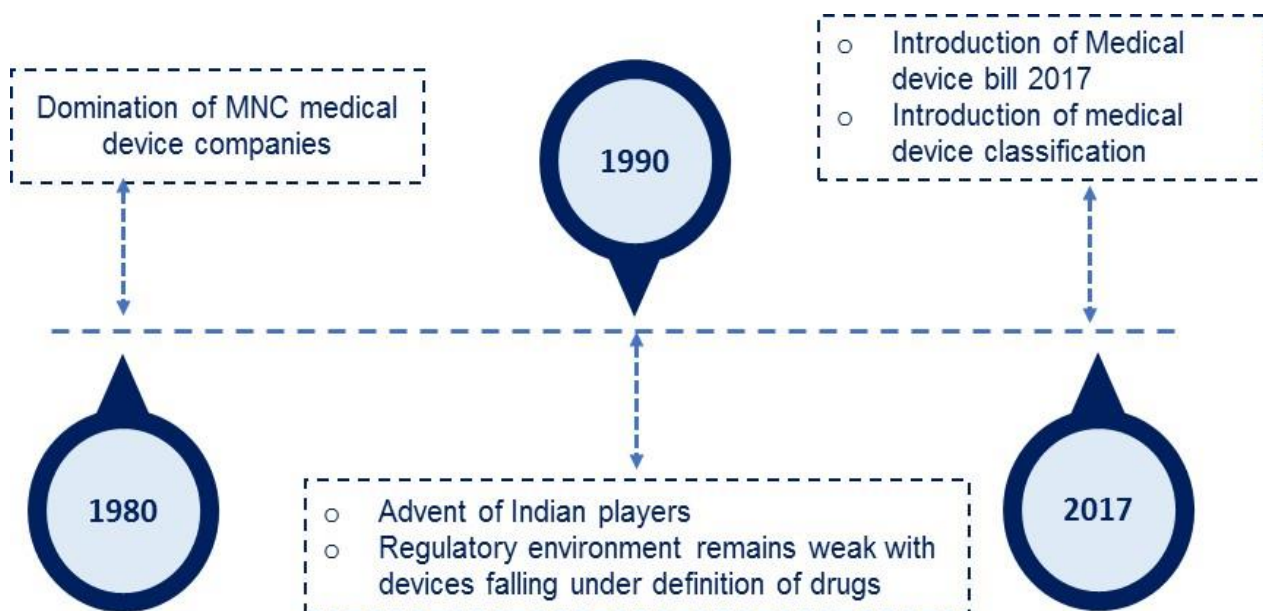 Domination of MNC medical
device companies
1990
o Introduction of Medical
device bill 2017
o Introduction of medical
device classification
1980
o Advent of Indian players
o Regulatory environment remains weak with
devices falling under definition of drugs
2017